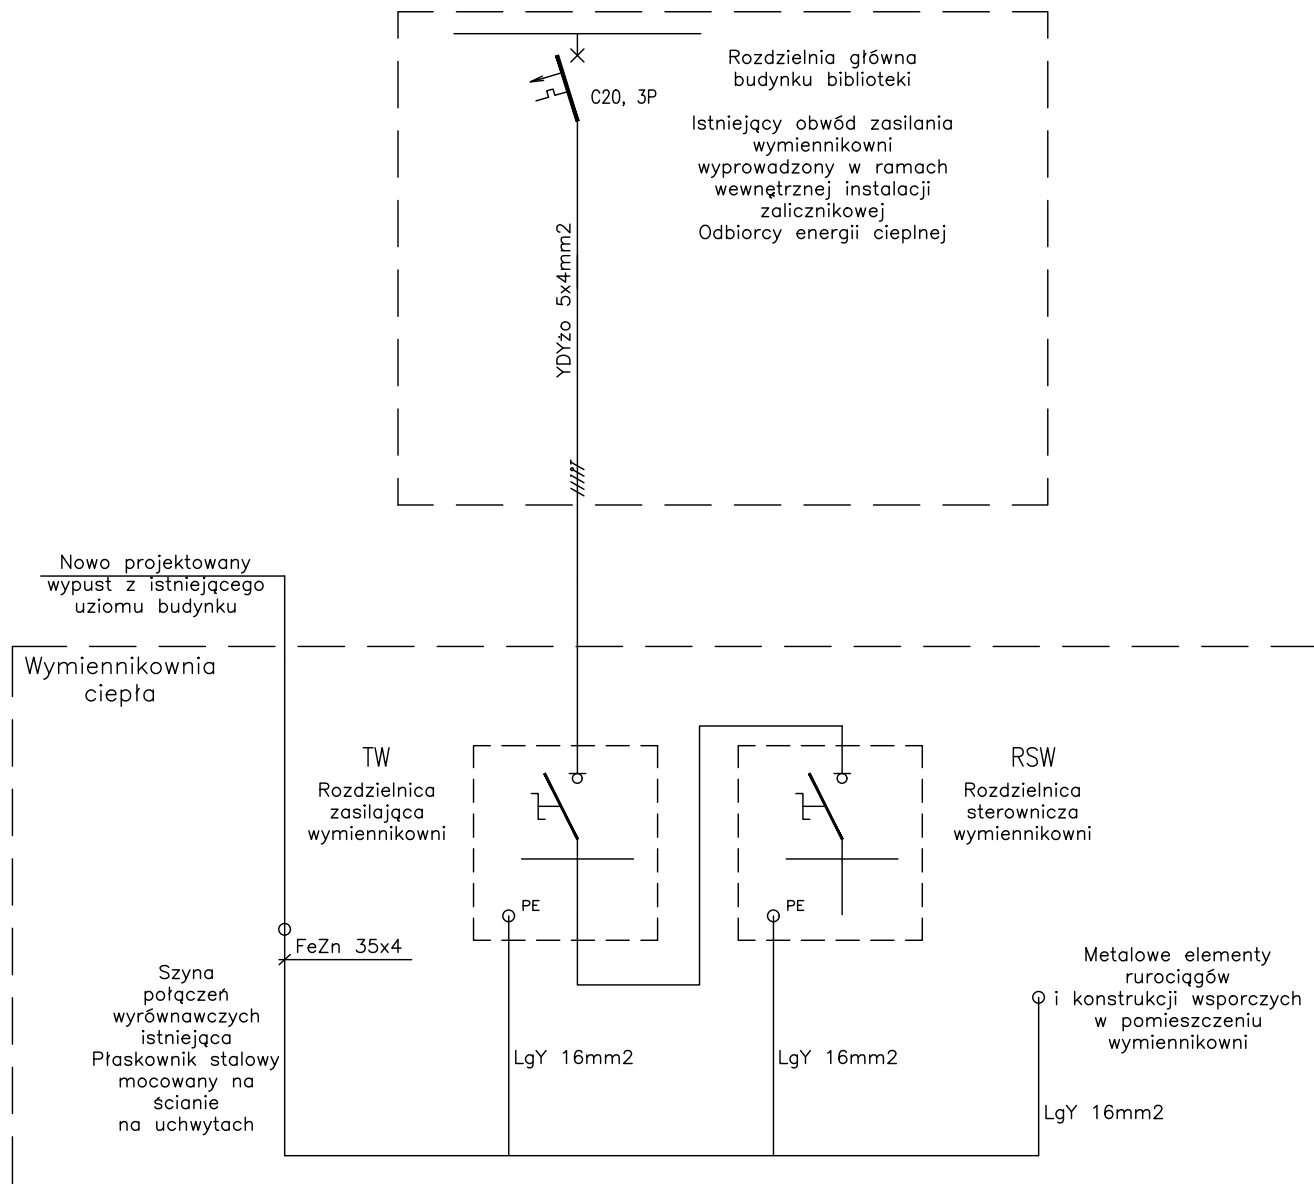 Rozdzielnia główna
budynku biblioteki
C20, 3P
Istniejący obwód zasilania
wymiennikowni
wyprowadzony w ramach
wewnętrznej instalacji
zalicznikowej
Odbiorcy energii cieplnej
YDYżo 5x4mm2
Nowo projektowany
wypust z istniejącego
uziomu budynku
Wymiennikownia
ciepła
TW
Rozdzielnica
zasilająca
wymiennikowni
RSW
Rozdzielnica
sterownicza
wymiennikowni
PE
PE
FeZn 35x4
Szyna
połączeń
wyrównawczych
istniejąca
Płaskownik stalowy
mocowany na
ścianie
na uchwytach
Metalowe elementy
rurociągów
i konstrukcji wsporczych
w pomieszczeniu
wymiennikowni
LgY 16mm2
LgY 16mm2
LgY 16mm2